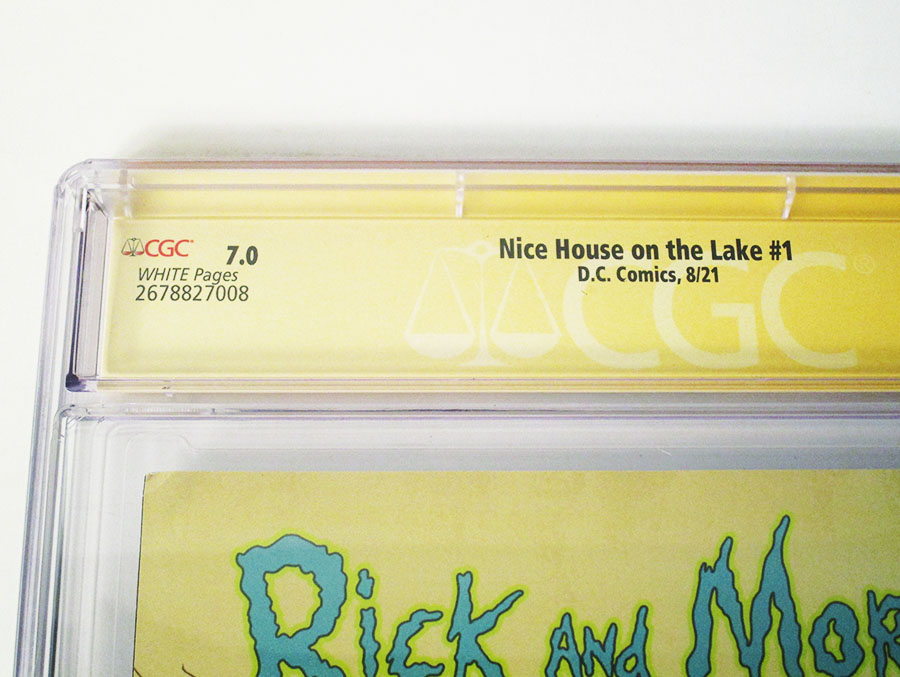 CGC 7.0
WHITE Pages
2678827008
Nice House on the Lake #1
D.C. Comics, 8/21
CGC®
Rick and Mor